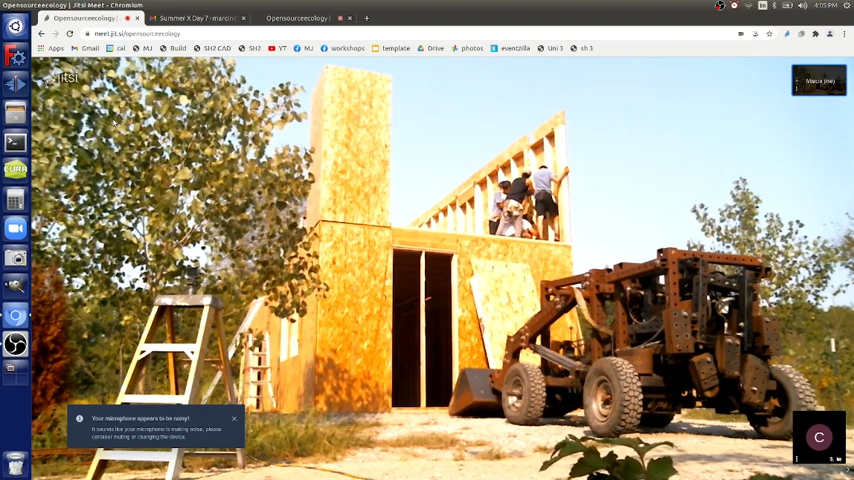 Opensourceecology | Jitsi Meet - Chromium
4:05 PM
Opensourceecology |
Summer X Day 7 - marcin
Opensourceecology |
meet.jit.si/opensourceecology
Apps
Gmail
cal
MJ
Build
SH2 CAD
SH2
YT
MJ
workshops
template
Drive
photos
eventzilla
Uni 3
sh 3
jitsi
Marcin (me)
CURA
Your microphone appears to be noisy!
It sounds like your microphone is making noise, please
consider muting or changing the device.
C